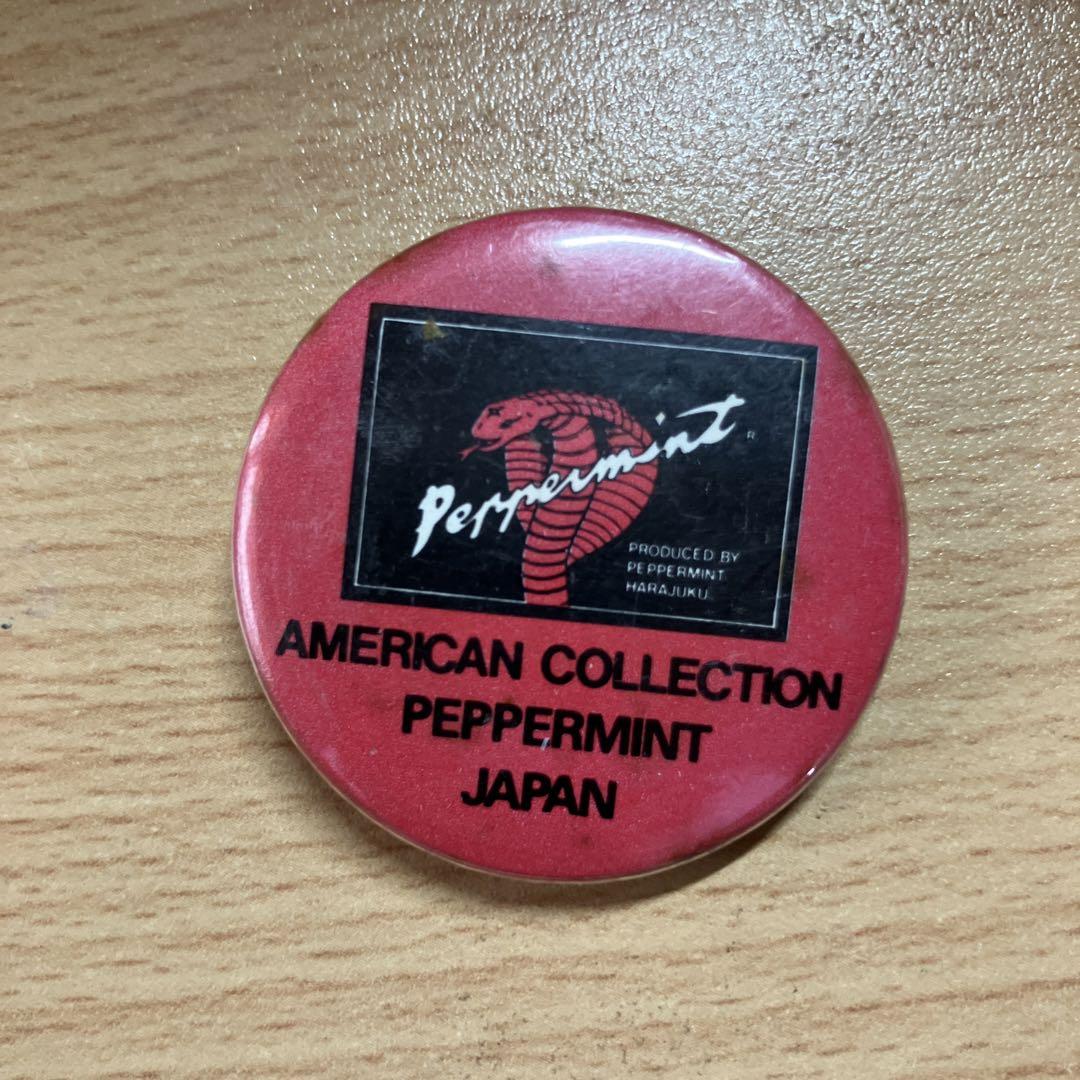 Peppermint
R
PRODUCED BY
PEPPERMINT
HARAJUKU.
AMERICAN COLLECTION
PEPPERMINT
JAPAN